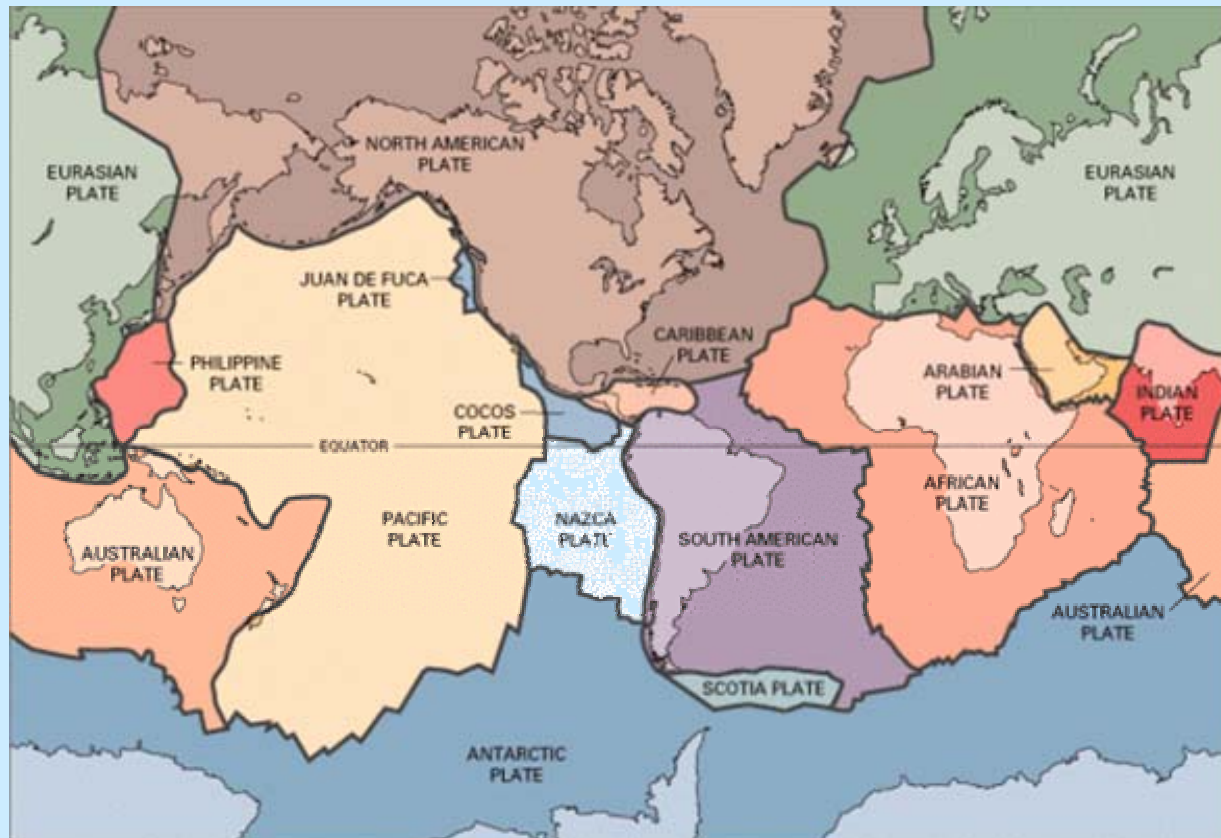 NORTH AMERICAN
PLATE
EURASIAN
PLATE
EURASIAN
PLATE
JUAN DE FUCA
PLATE
CARIBBEAN
PLATE
PHILIPPINE
PLATE
ARABIAN
PLATE
INDIAN
PLATE
COCOS
PLATE
EQUATOR
AFRICAN
PLATE
PACIFIC
PLATE
NAZCA
PLATE
SOUTH AMERICAN
PLATE
AUSTRALIAN
PLATE
AUSTRALIAN
PLATE
SCOTIA PLATE
ANTARCTIC
PLATE